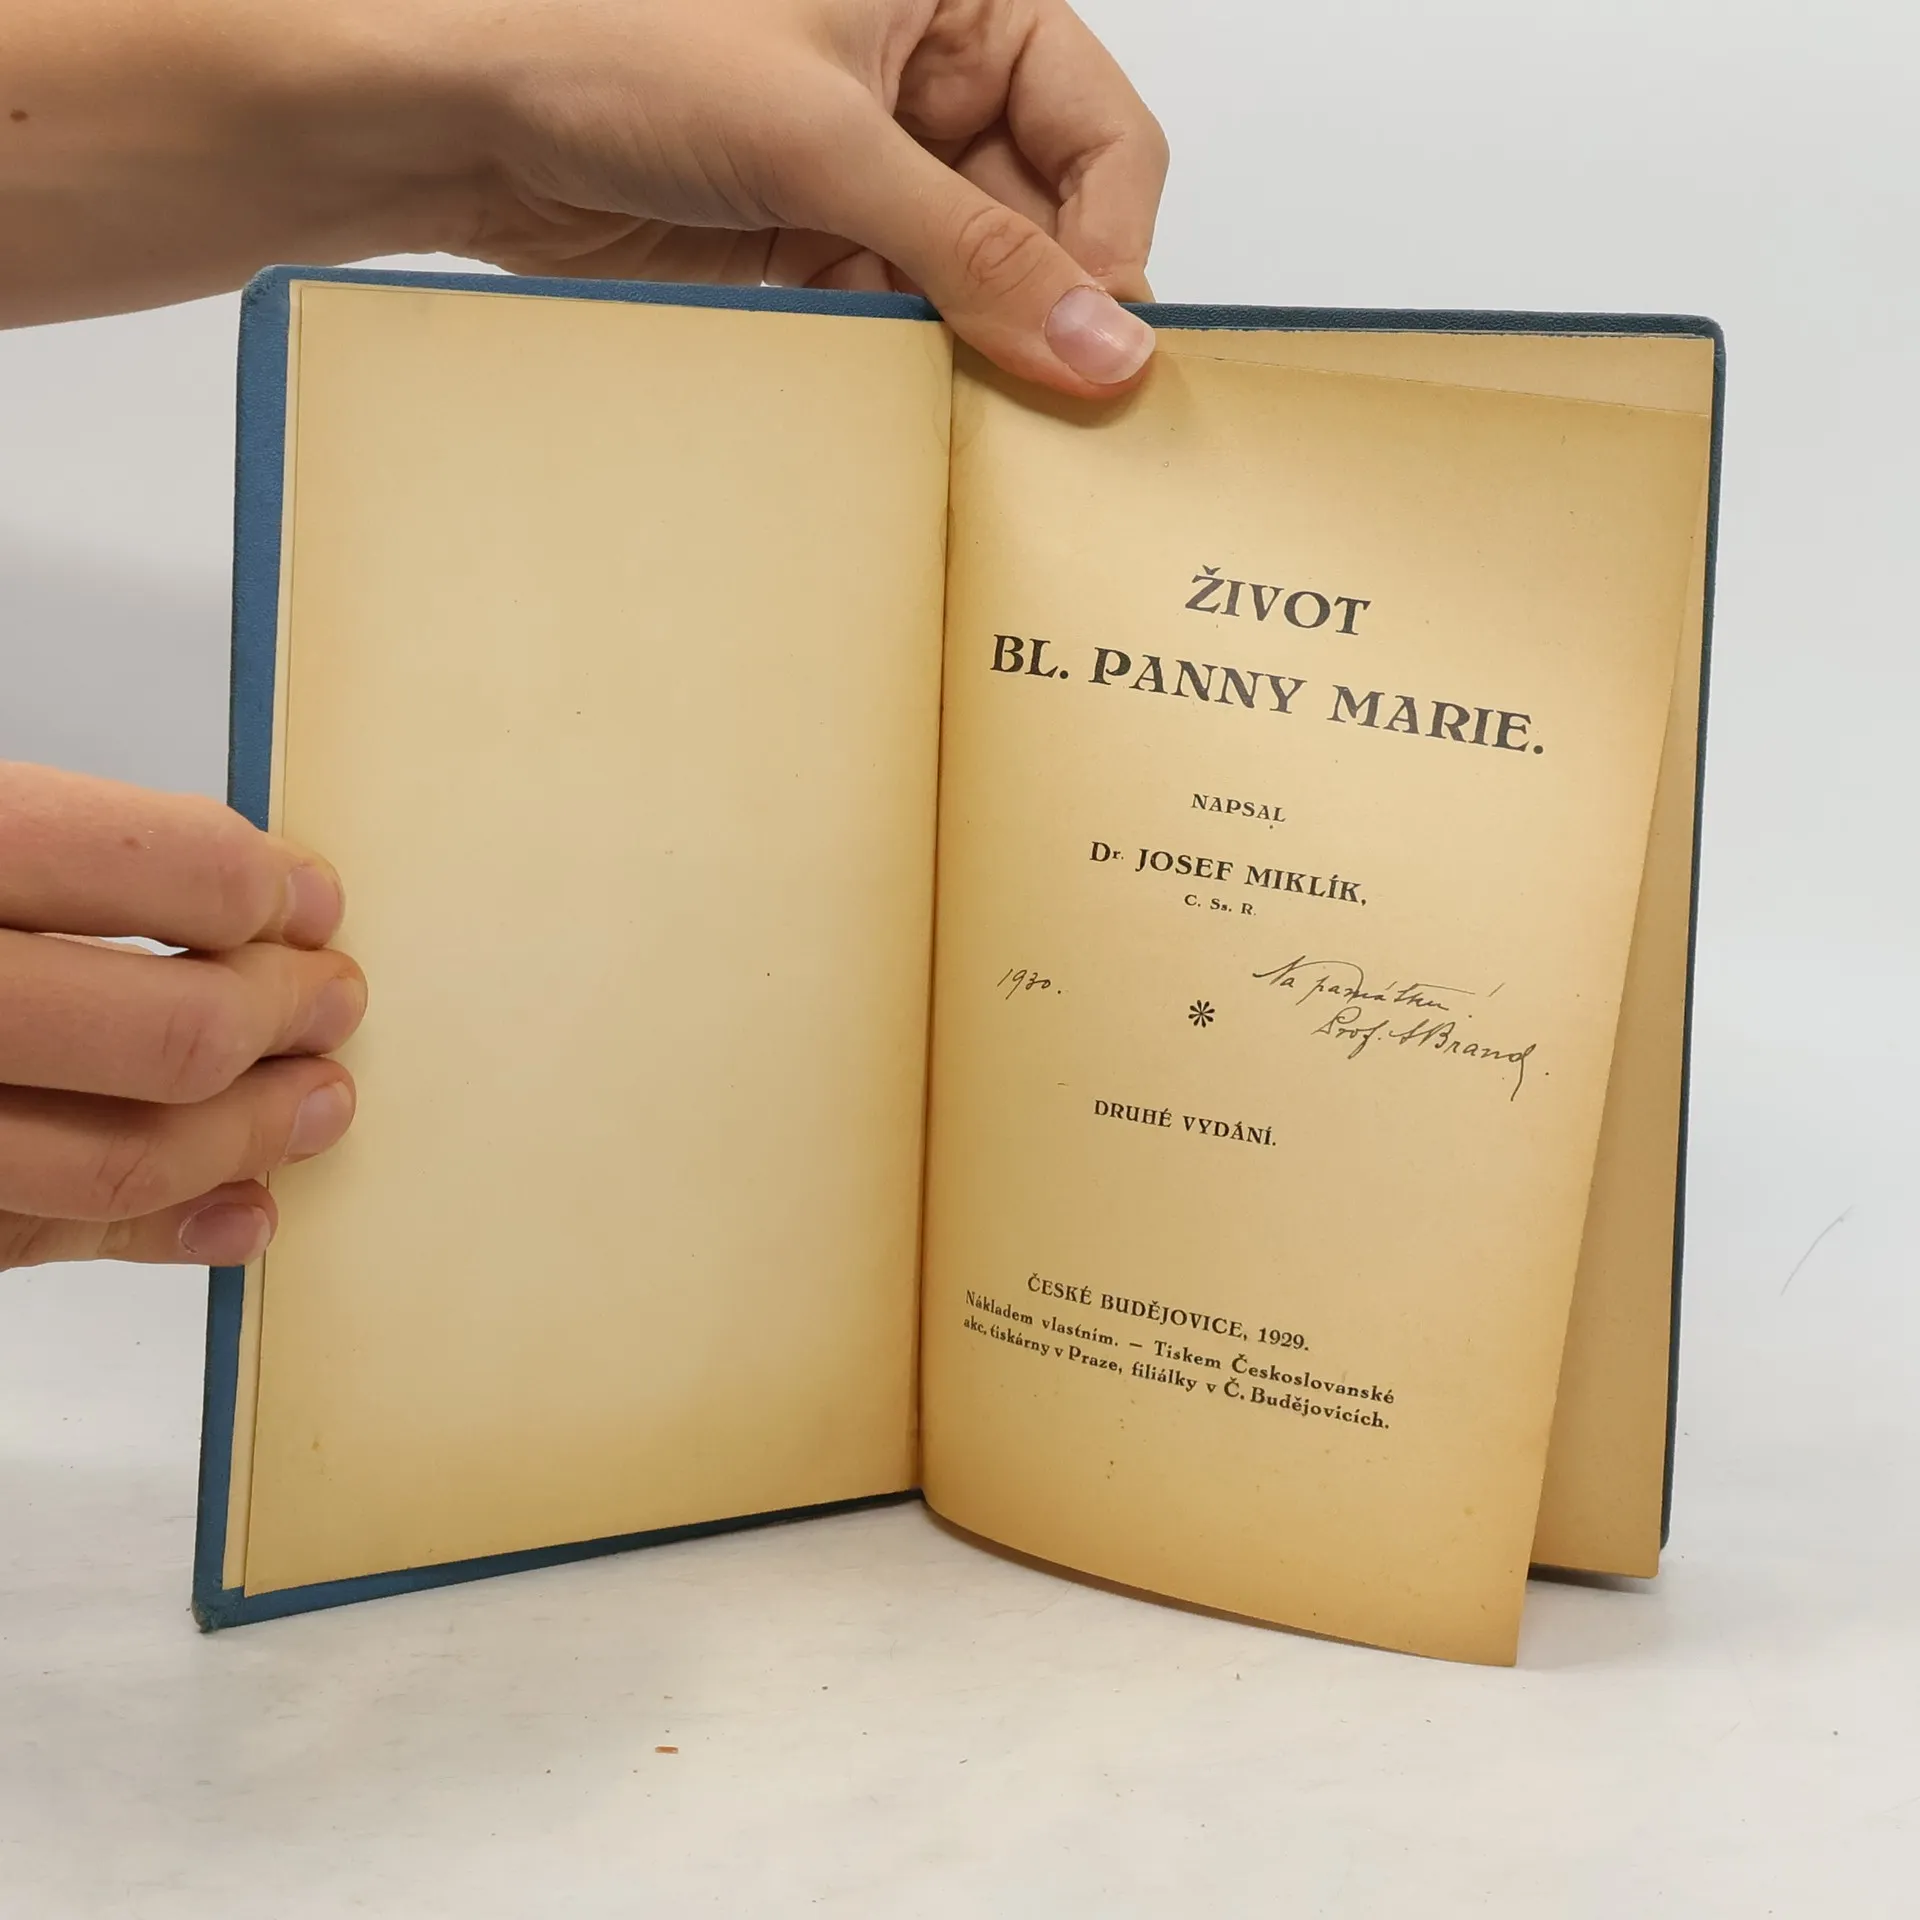 ŽIVOT
BL. PANNY MARIE.
NAPSAL
Dr. JOSEF MIKLÍK,
C. Ss. R.
1930.
Na památku!
Prof. ABrand.
DRUHÉ VYDÁNÍ.
ČESKÉ BUDĚJOVICE, 1929.
Nákladem vlastním. — Tiskem Československé
akc. tiskárny v Praze, filiálky v Č. Budějovicích.